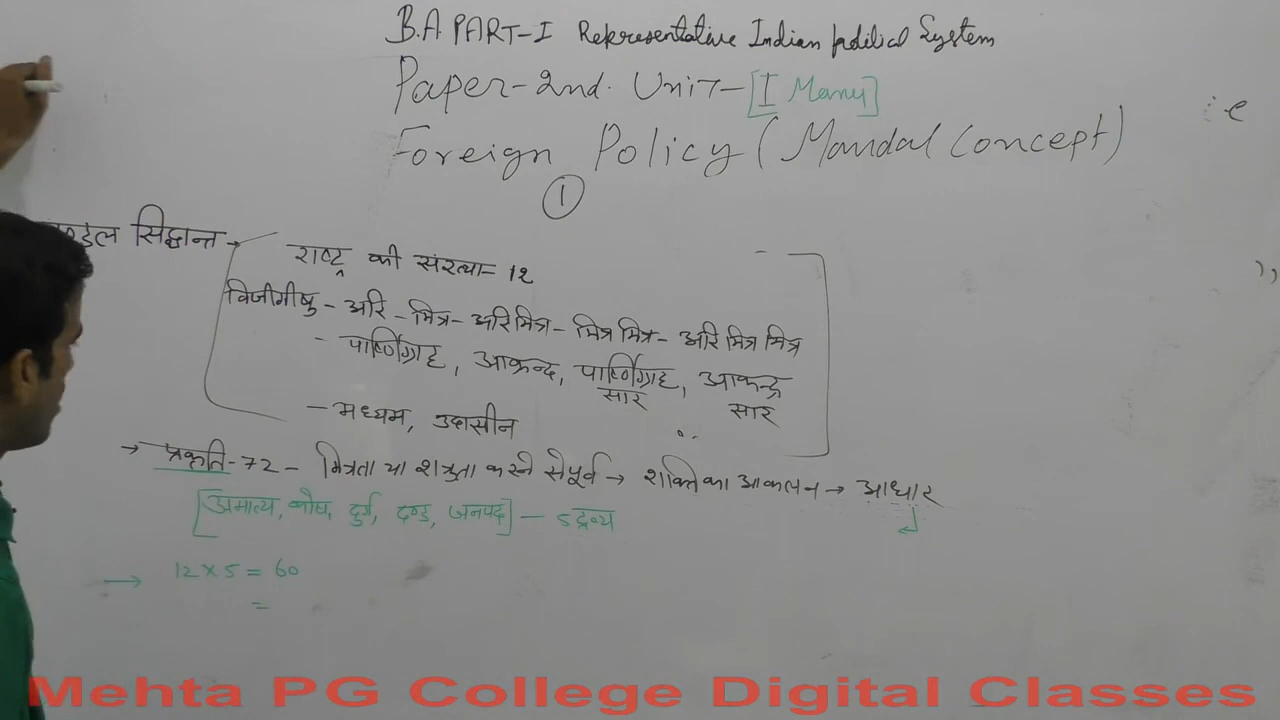 B.A PART-I Representative Indian political System
Paper-2nd. Unit-[I Manu]
Foreign Policy (Mandal Concept)
1
सिद्धान्त →
राष्ट्र की संख्या = 12
विजीगीषु - अरि - मित्र - अरिमित्र - मित्र मित्र - अरि मित्र मित्र
- पार्ष्णिग्राह, आक्रन्द, पार्ष्णिग्राह सार, आक्रन्द सार
- मध्यम, उदासीन
→ प्रकृति-72 - मित्रता या शत्रुता करने से पूर्व → शक्ति का आकलन → आधार
[अमात्य, कोष, दुर्ग, दण्ड, जनपद] - 5 द्रव्य
→ 12 × 5 = 60
=
Mehta PG College Digital Classes